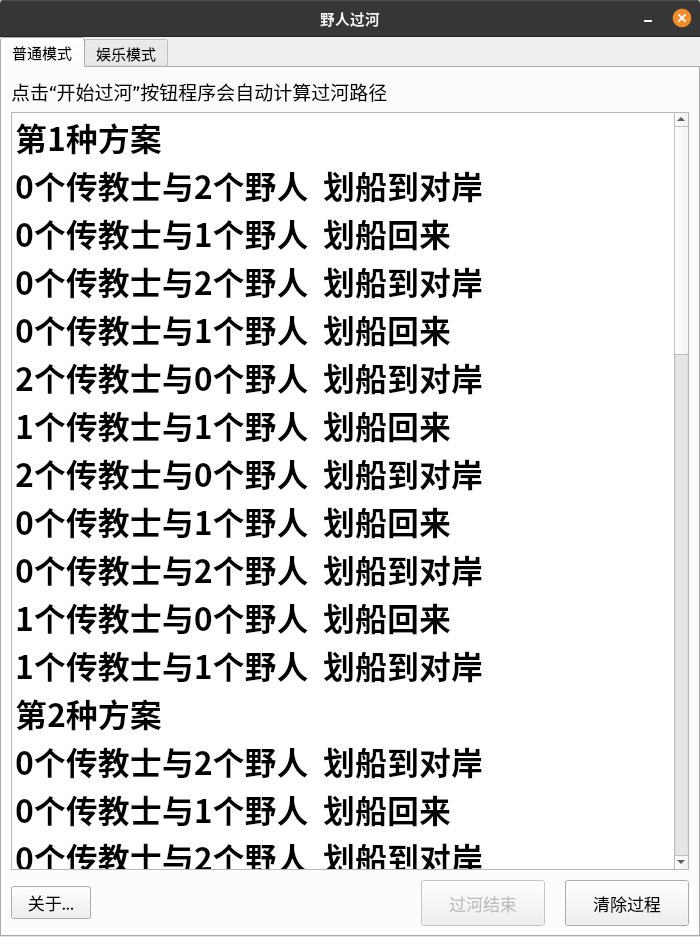 野人过河
普通模式
娱乐模式
点击“开始过河”按钮程序会自动计算过河路径
第1种方案
0个传教士与2个野人 划船到对岸
0个传教士与1个野人 划船回来
0个传教士与2个野人 划船到对岸
0个传教士与1个野人 划船回来
2个传教士与0个野人 划船到对岸
1个传教士与1个野人 划船回来
2个传教士与0个野人 划船到对岸
0个传教士与1个野人 划船回来
0个传教士与2个野人 划船到对岸
1个传教士与0个野人 划船回来
1个传教士与1个野人 划船到对岸
第2种方案
0个传教士与2个野人 划船到对岸
0个传教士与1个野人 划船回来
0个传教士与2个野人 划船到对岸
关于...
过河结束
清除过程